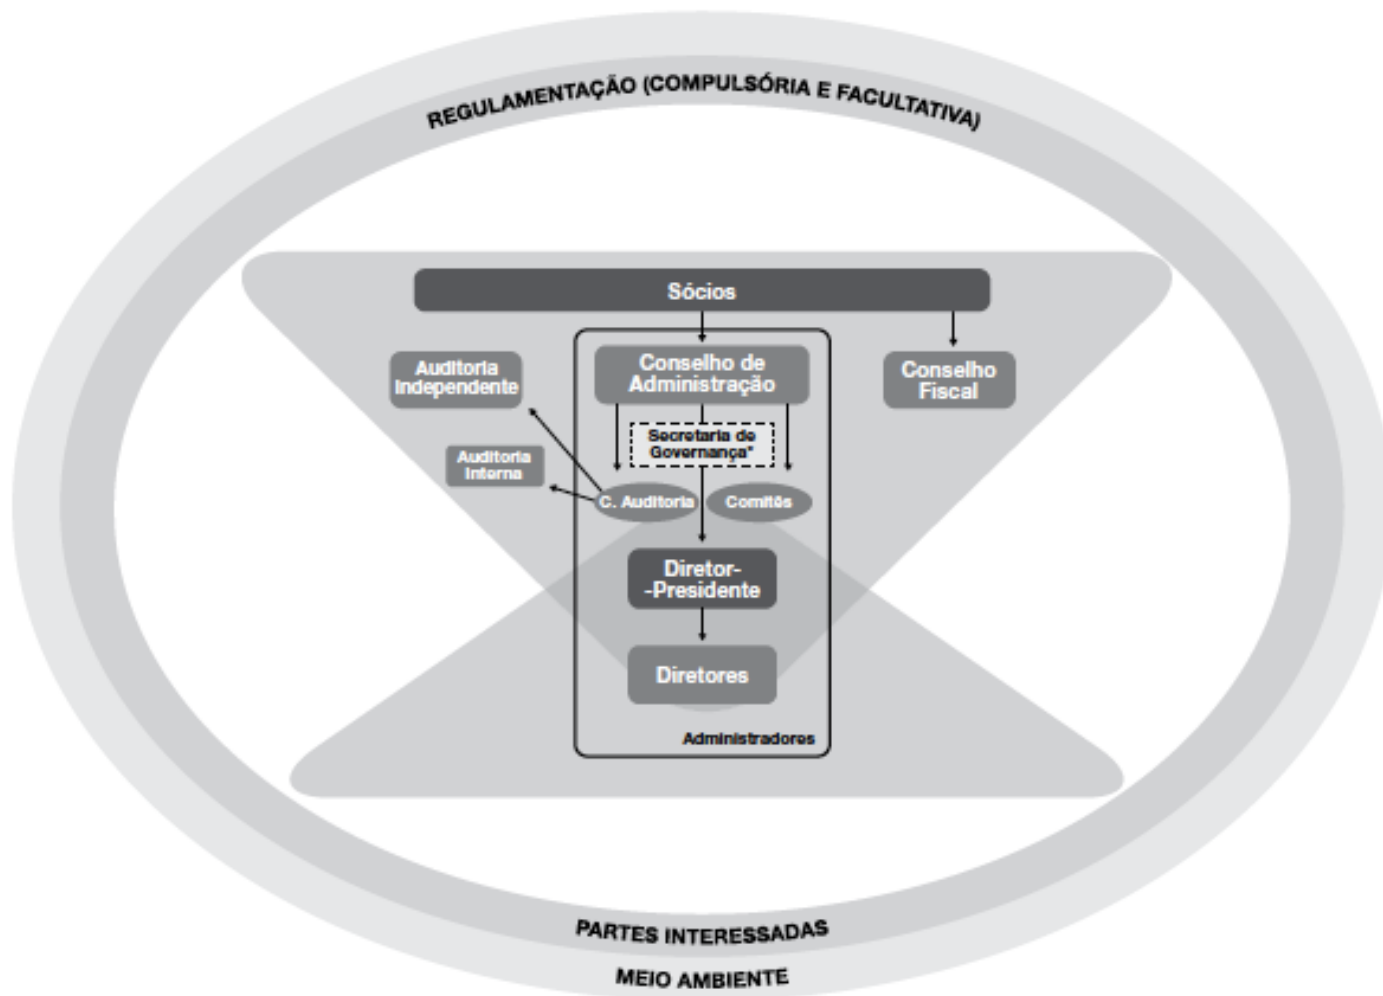 REGULAMENTAÇÃO (COMPULSÓRIA E FACULTATIVA)
Sócios
Auditoria
Independente
Conselho de
Administração
Conselho
Fiscal
Secretaria de
Governança*
Auditoria
Interna
C. Auditoria
Comitês
Diretor-
-Presidente
Diretores
Administradores
PARTES INTERESSADAS
MEIO AMBIENTE